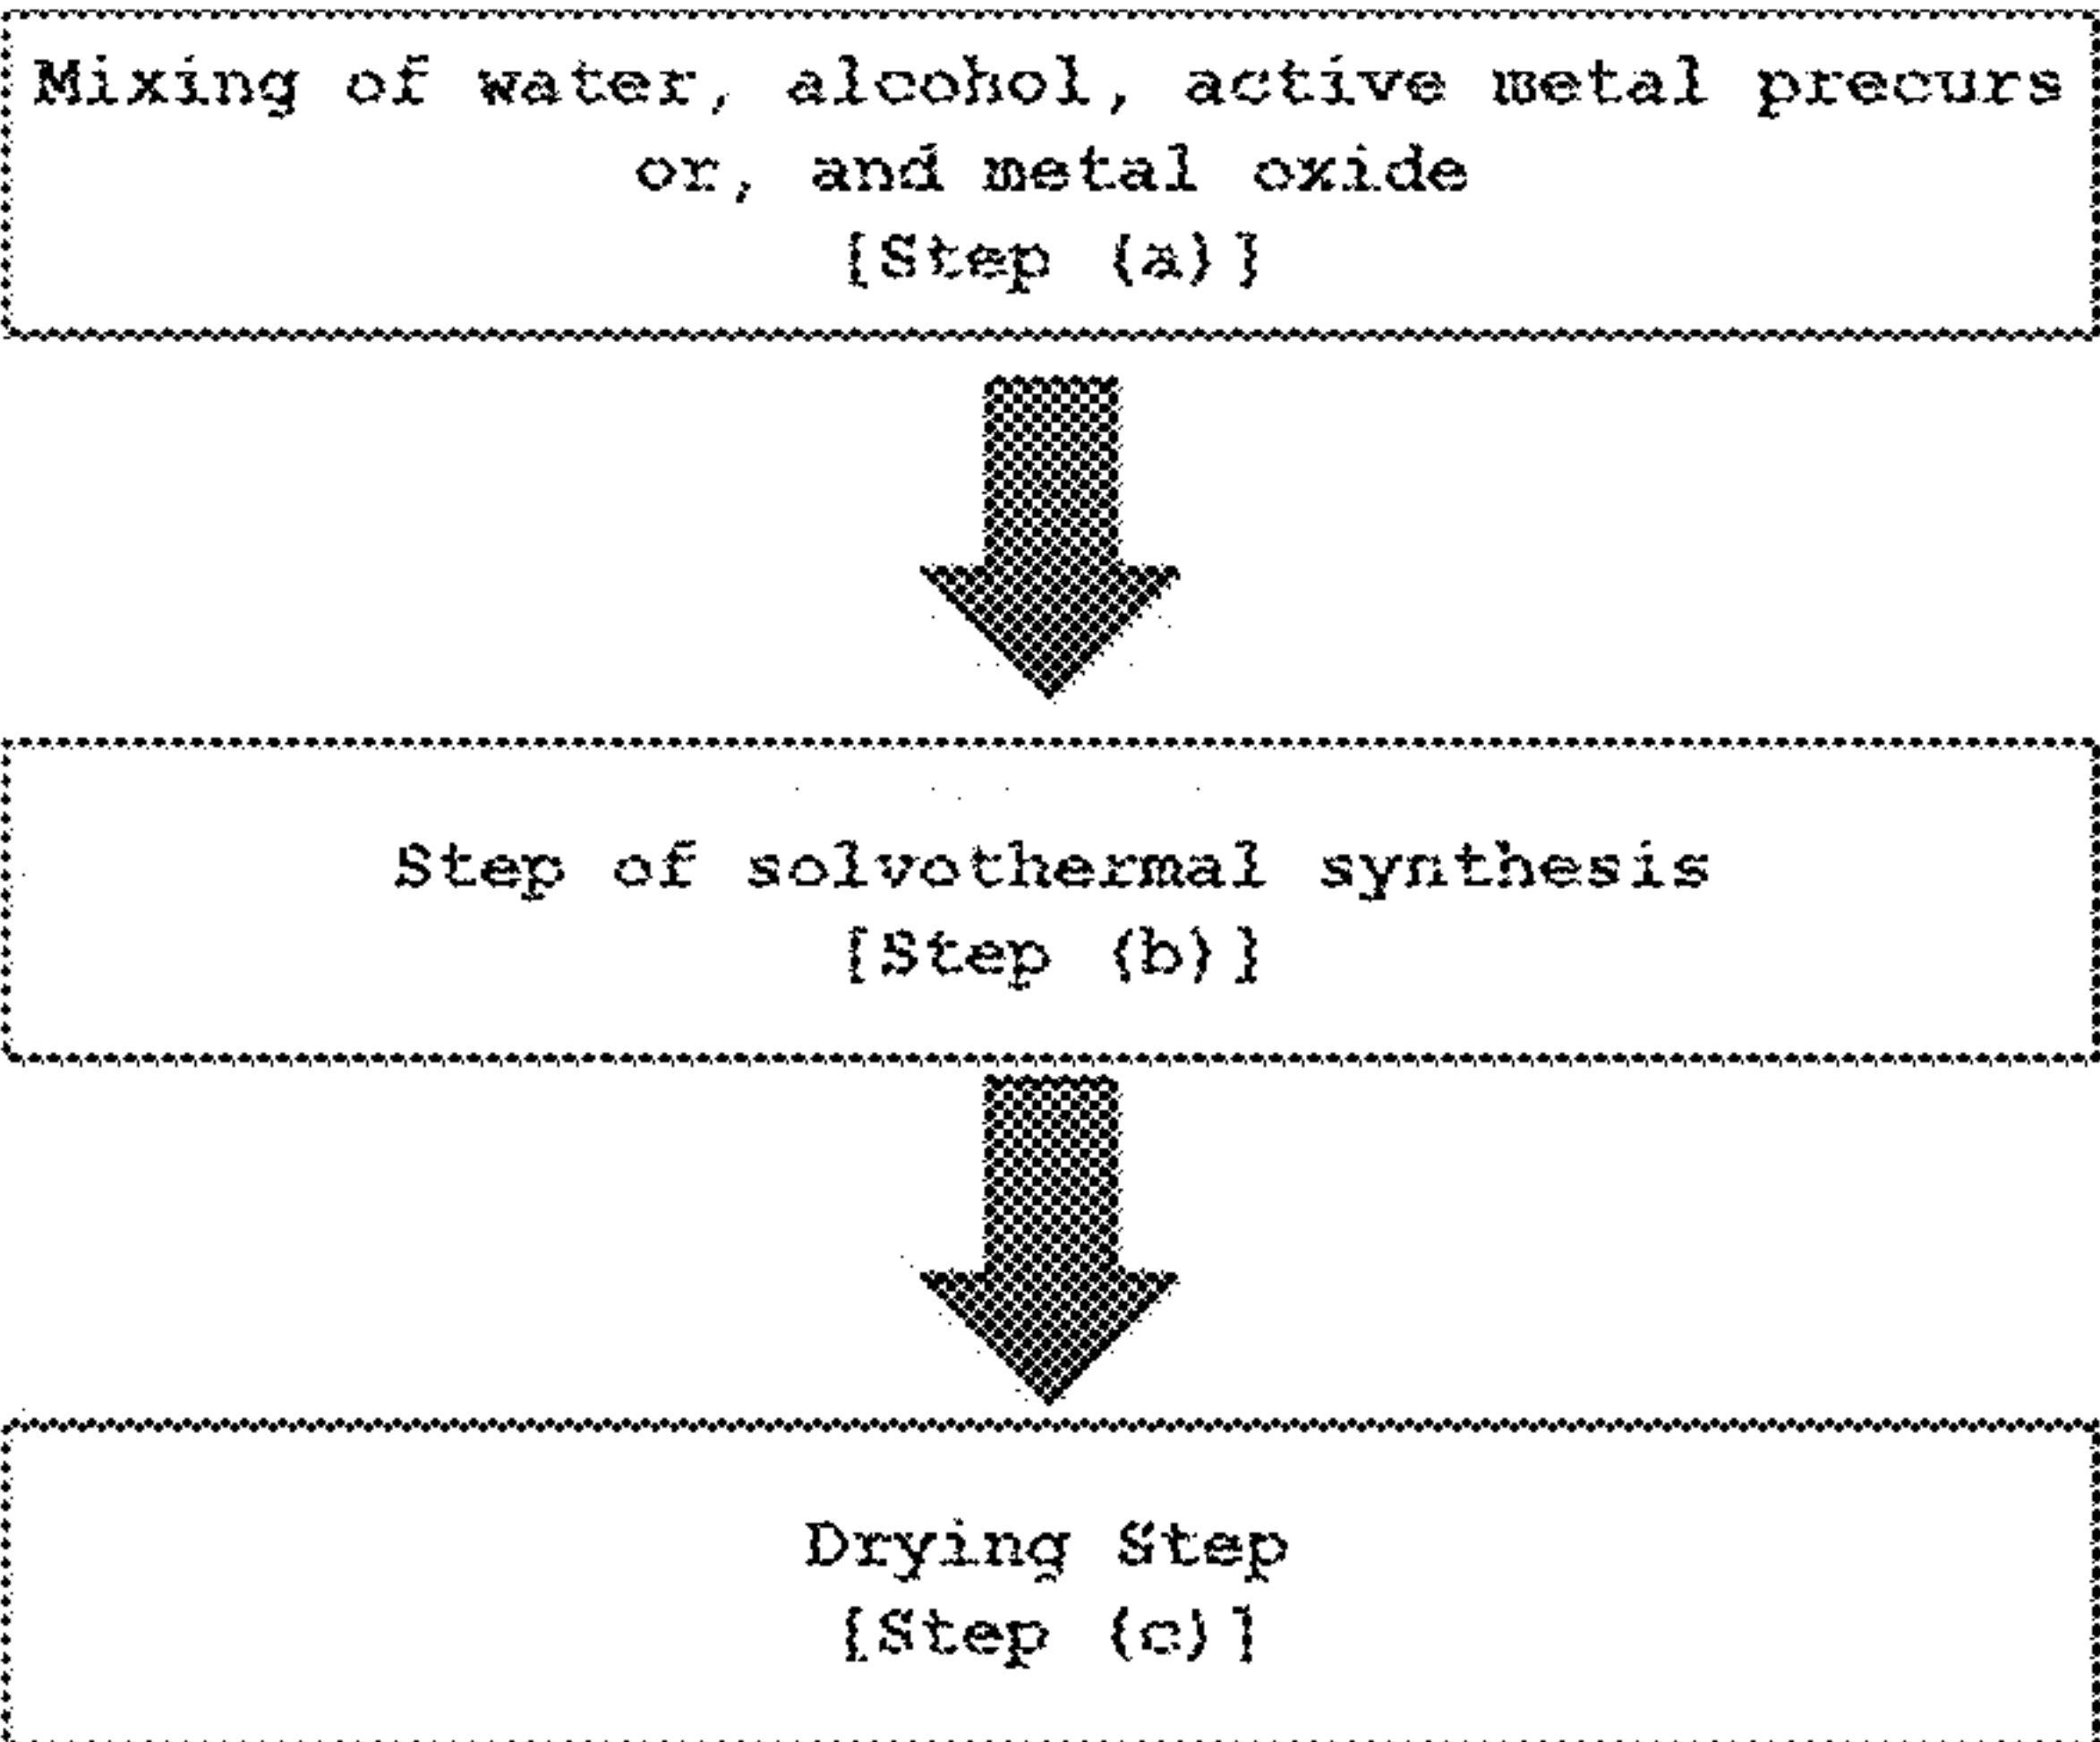 Mixing of water, alcohol, active metal precurs
or, and metal oxide
[Step (a)]
Step of solvothermal synthesis
[Step (b)]
Drying Step
[Step (c)]